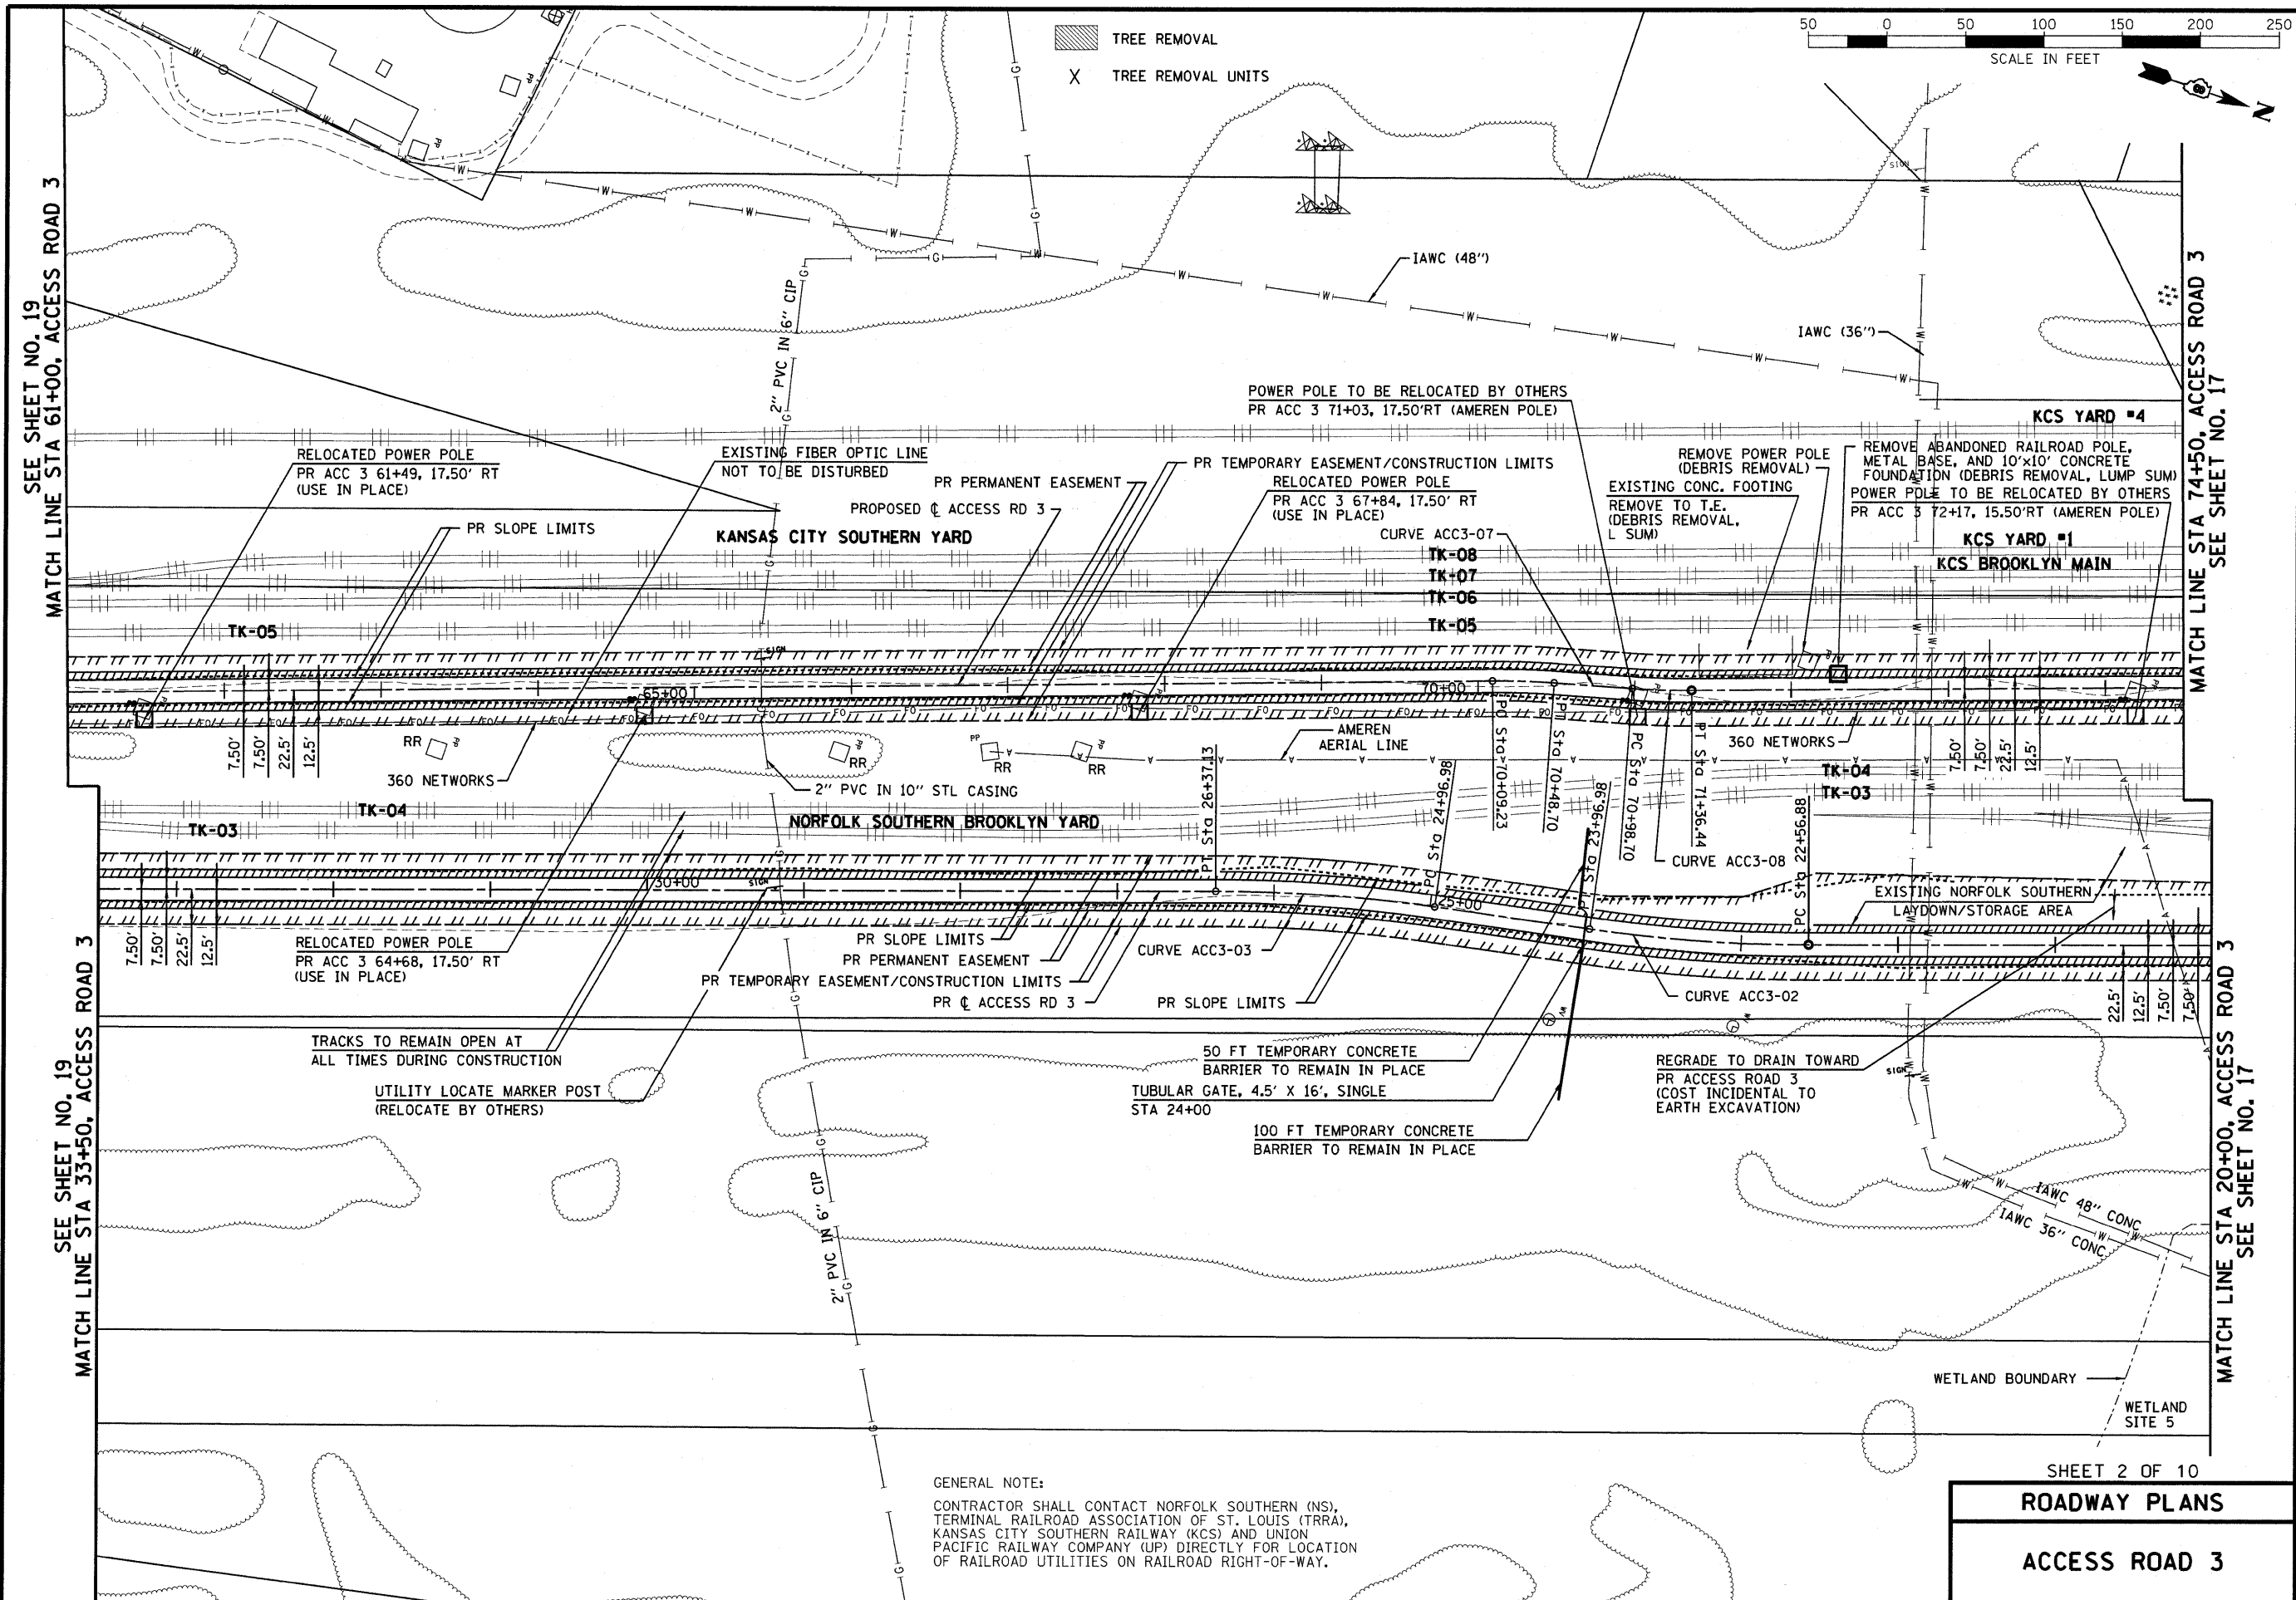 TREE REMOVAL
X TREE REMOVAL UNITS
50 0 50 100 150 200 250
SCALE IN FEET
N
SEE SHEET NO. 19
MATCH LINE STA 61+00, ACCESS ROAD 3
MATCH LINE STA 74+50, ACCESS ROAD 3
SEE SHEET NO. 17
SIGN
IAWC (48")
IAWC (36")
2" PVC IN 6" CIP
POWER POLE TO BE RELOCATED BY OTHERS
PR ACC 3 71+03, 17.50'RT (AMEREN POLE)
KCS YARD #4
RELOCATED POWER POLE
PR ACC 3 61+49, 17.50' RT
(USE IN PLACE)
EXISTING FIBER OPTIC LINE
NOT TO BE DISTURBED
PR TEMPORARY EASEMENT/CONSTRUCTION LIMITS
PR PERMANENT EASEMENT
RELOCATED POWER POLE
PR ACC 3 67+84, 17.50' RT
(USE IN PLACE)
REMOVE POWER POLE
(DEBRIS REMOVAL)
REMOVE ABANDONED RAILROAD POLE,
METAL BASE, AND 10'x10' CONCRETE
FOUNDATION (DEBRIS REMOVAL, LUMP SUM)
EXISTING CONC. FOOTING
REMOVE TO T.E.
(DEBRIS REMOVAL,
L SUM)
POWER POLE TO BE RELOCATED BY OTHERS
PR ACC 3 72+17, 15.50'RT (AMEREN POLE)
PROPOSED ℄ ACCESS RD 3
PR SLOPE LIMITS
KANSAS CITY SOUTHERN YARD
CURVE ACC3-07
KCS YARD #1
KCS BROOKLYN MAIN
TK-08
TK-07
TK-06
TK-05
TK-05
SIGN
65+00
70+00
7.50'
7.50'
22.5'
12.5'
RR
RR
RR
RR
360 NETWORKS
2" PVC IN 10" STL CASING
AMEREN
AERIAL LINE
PT Sta 26+37.13
PC Sta 24+96.98
PC Sta 70+09.23
PT Sta 70+48.70
PT Sta 23+96.98
PC Sta 70+98.70
PT Sta 71+36.44
PC Sta 22+56.88
360 NETWORKS
7.50'
7.50'
22.5'
12.5'
TK-04
TK-03
TK-04
TK-03
NORFOLK SOUTHERN BROOKLYN YARD
CURVE ACC3-08
30+00
SIGN
25+00
EXISTING NORFOLK SOUTHERN
LAYDOWN/STORAGE AREA
7.50'
7.50'
22.5'
12.5'
RELOCATED POWER POLE
PR ACC 3 64+68, 17.50' RT
(USE IN PLACE)
PR SLOPE LIMITS
PR PERMANENT EASEMENT
PR TEMPORARY EASEMENT/CONSTRUCTION LIMITS
PR ℄ ACCESS RD 3
CURVE ACC3-03
PR SLOPE LIMITS
CURVE ACC3-02
22.5'
12.5'
7.50'
7.50'
SEE SHEET NO. 19
MATCH LINE STA 33+50, ACCESS ROAD 3
MATCH LINE STA 20+00, ACCESS ROAD 3
SEE SHEET NO. 17
TRACKS TO REMAIN OPEN AT
ALL TIMES DURING CONSTRUCTION
UTILITY LOCATE MARKER POST
(RELOCATE BY OTHERS)
50 FT TEMPORARY CONCRETE
BARRIER TO REMAIN IN PLACE
TUBULAR GATE, 4.5' X 16', SINGLE
STA 24+00
100 FT TEMPORARY CONCRETE
BARRIER TO REMAIN IN PLACE
REGRADE TO DRAIN TOWARD
PR ACCESS ROAD 3
(COST INCIDENTAL TO
EARTH EXCAVATION)
SIGN
2" PVC IN 6" CIP
IAWC 48" CONC
IAWC 36" CONC
WETLAND BOUNDARY
WETLAND
SITE 5
GENERAL NOTE:
CONTRACTOR SHALL CONTACT NORFOLK SOUTHERN (NS),
TERMINAL RAILROAD ASSOCIATION OF ST. LOUIS (TRRA),
KANSAS CITY SOUTHERN RAILWAY (KCS) AND UNION
PACIFIC RAILWAY COMPANY (UP) DIRECTLY FOR LOCATION
OF RAILROAD UTILITIES ON RAILROAD RIGHT-OF-WAY.
SHEET 2 OF 10
ROADWAY PLANS
ACCESS ROAD 3